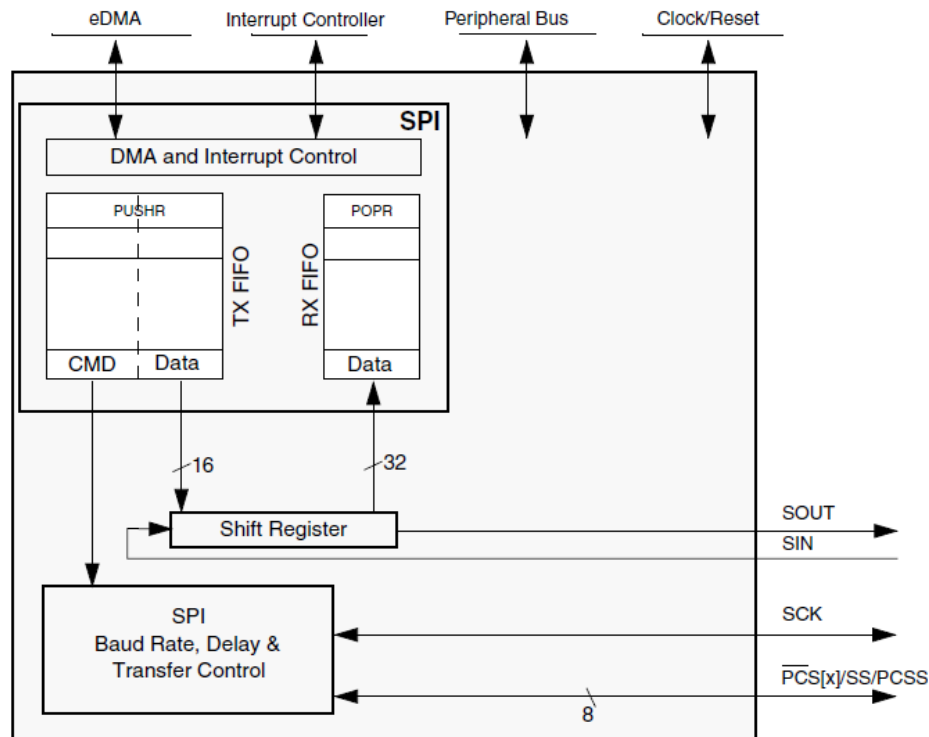 eDMA
Interrupt Controller
Peripheral Bus
Clock/Reset
SPI
DMA and Interrupt Control
PUSHR
POPR
TX FIFO
RX FIFO
CMD
Data
Data
16
32
Shift Register
SOUT
SIN
SPI
Baud Rate, Delay &
Transfer Control
SCK
PCS[x]/SS/PCSS
8